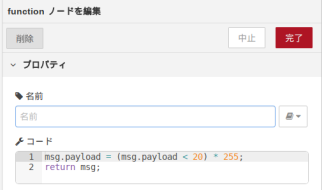 function ノードを編集
削除 中止 完了
プロパティ
名前
名前
コード
1 msg.payload = (msg.payload < 20) * 255;
2 return msg;